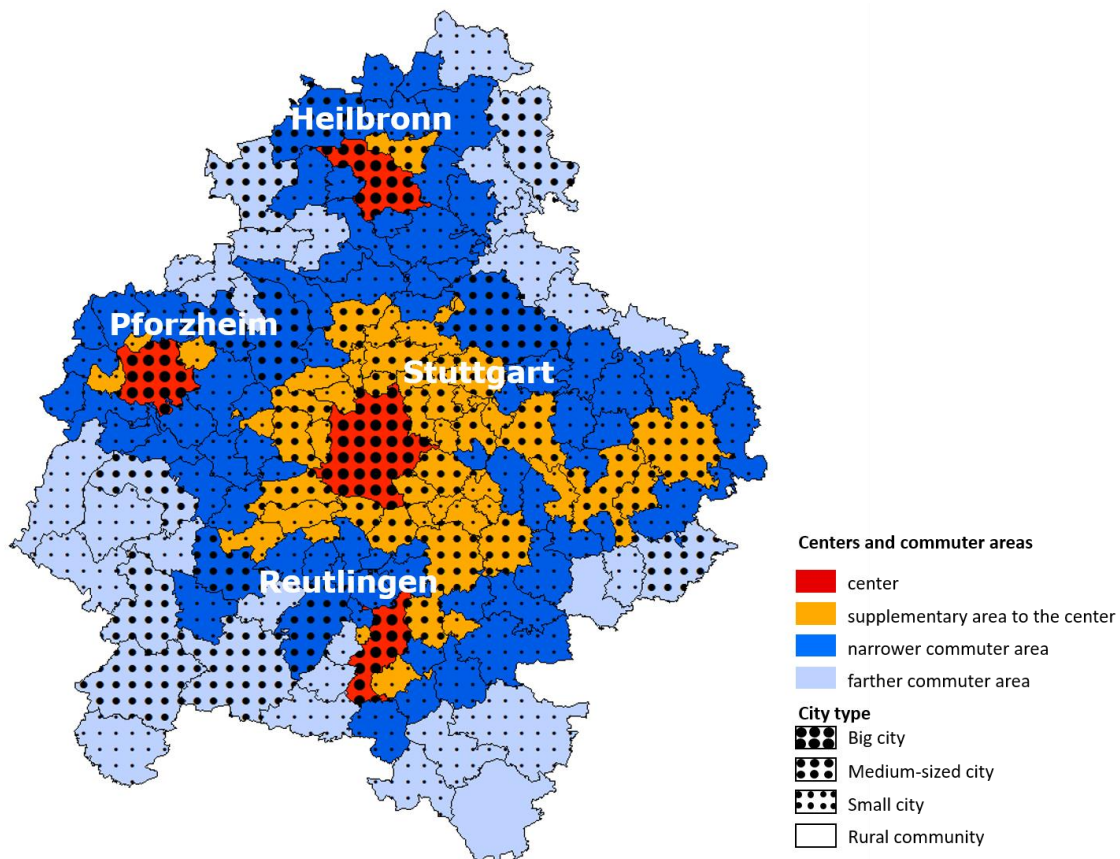 Heilbronn
Pforzheim
Stuttgart
Reutlingen
Centers and commuter areas
center
supplementary area to the center
narrower commuter area
farther commuter area
City type
Big city
Medium-sized city
Small city
Rural community